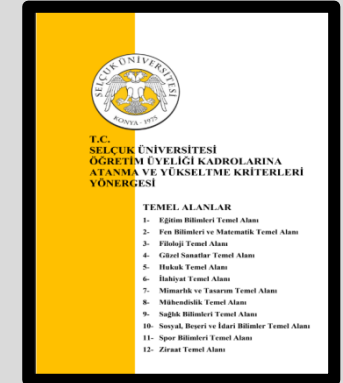 SELÇUK ÜNİVERSİTESİ
KONYA - 1975
T.C.
SELÇUK ÜNİVERSİTESİ
ÖĞRETİM ÜYELİĞİ KADROLARINA
ATANMA VE YÜKSELTME KRİTERLERİ
YÖNERGESİ
TEMEL ALANLAR
1- Eğitim Bilimleri Temel Alanı
2- Fen Bilimleri ve Matematik Temel Alanı
3- Filoloji Temel Alanı
4- Güzel Sanatlar Temel Alanı
5- Hukuk Temel Alanı
6- İlahiyat Temel Alanı
7- Mimarlık ve Tasarım Temel Alanı
8- Mühendislik Temel Alanı
9- Sağlık Bilimleri Temel Alanı
10- Sosyal, Beşeri ve İdari Bilimler Temel Alanı
11- Spor Bilimleri Temel Alanı
12- Ziraat Temel Alanı